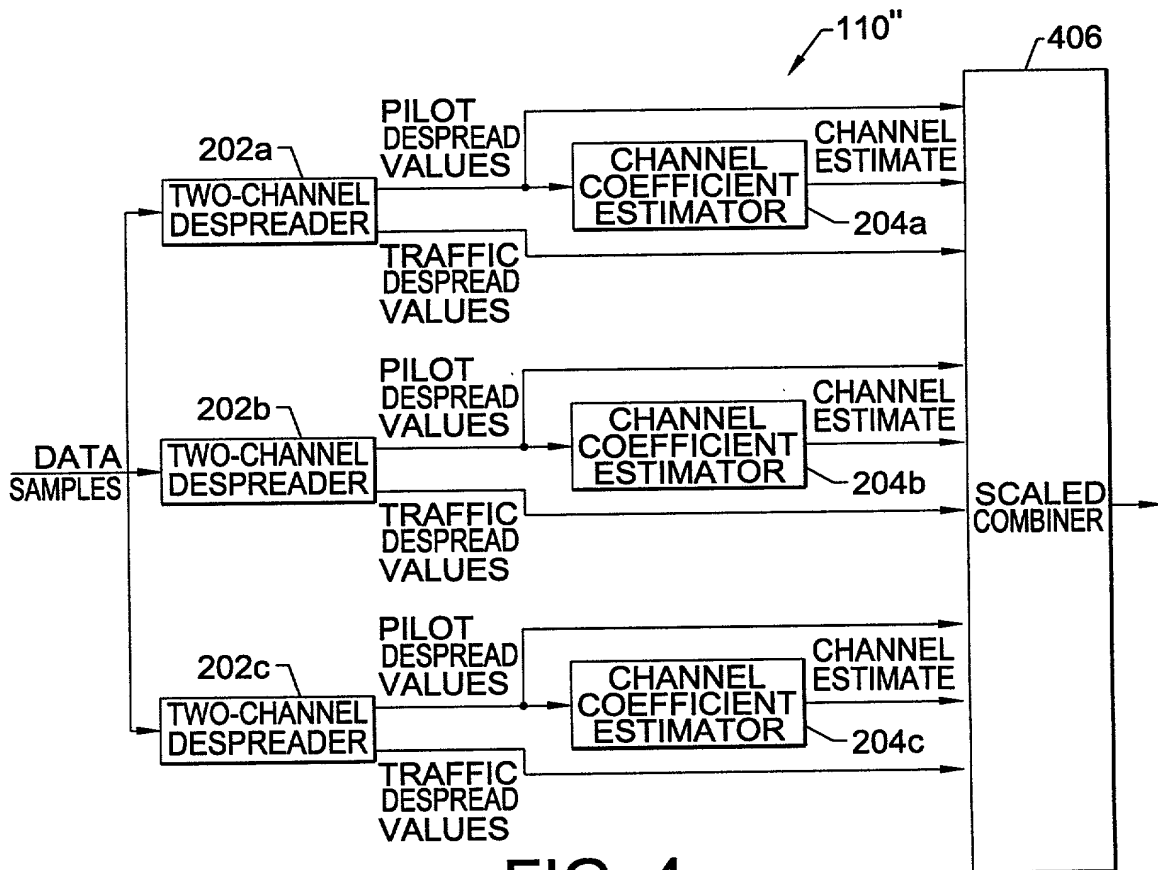 110"
406
PILOT
DESPREAD
VALUES
202a
TWO-CHANNEL
DESPREADER
CHANNEL
COEFFICIENT
ESTIMATOR
204a
CHANNEL
ESTIMATE
TRAFFIC
DESPREAD
VALUES
PILOT
DESPREAD
VALUES
202b
TWO-CHANNEL
DESPREADER
CHANNEL
COEFFICIENT
ESTIMATOR
204b
CHANNEL
ESTIMATE
DATA
SAMPLES
TRAFFIC
DESPREAD
VALUES
SCALED
COMBINER
PILOT
DESPREAD
VALUES
202c
TWO-CHANNEL
DESPREADER
CHANNEL
COEFFICIENT
ESTIMATOR
204c
CHANNEL
ESTIMATE
TRAFFIC
DESPREAD
VALUES
FIG. 4